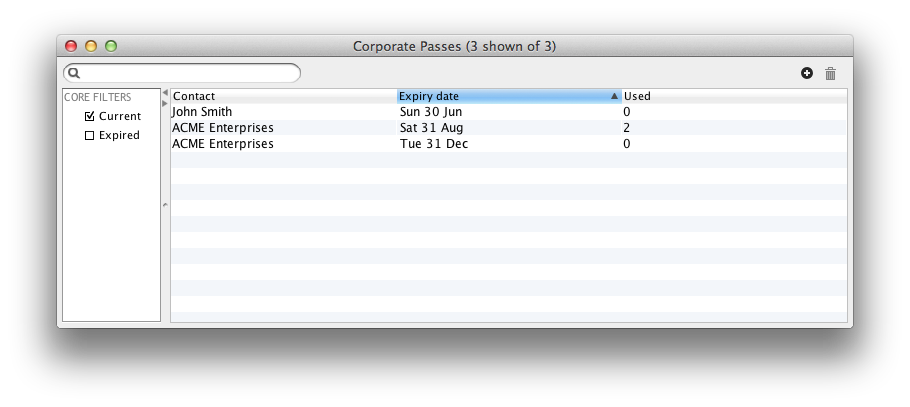 Corporate Passes (3 shown of 3)
CORE FILTERS
Current
Expired
Contact Expiry date Used
John Smith Sun 30 Jun 0
ACME Enterprises Sat 31 Aug 2
ACME Enterprises Tue 31 Dec 0